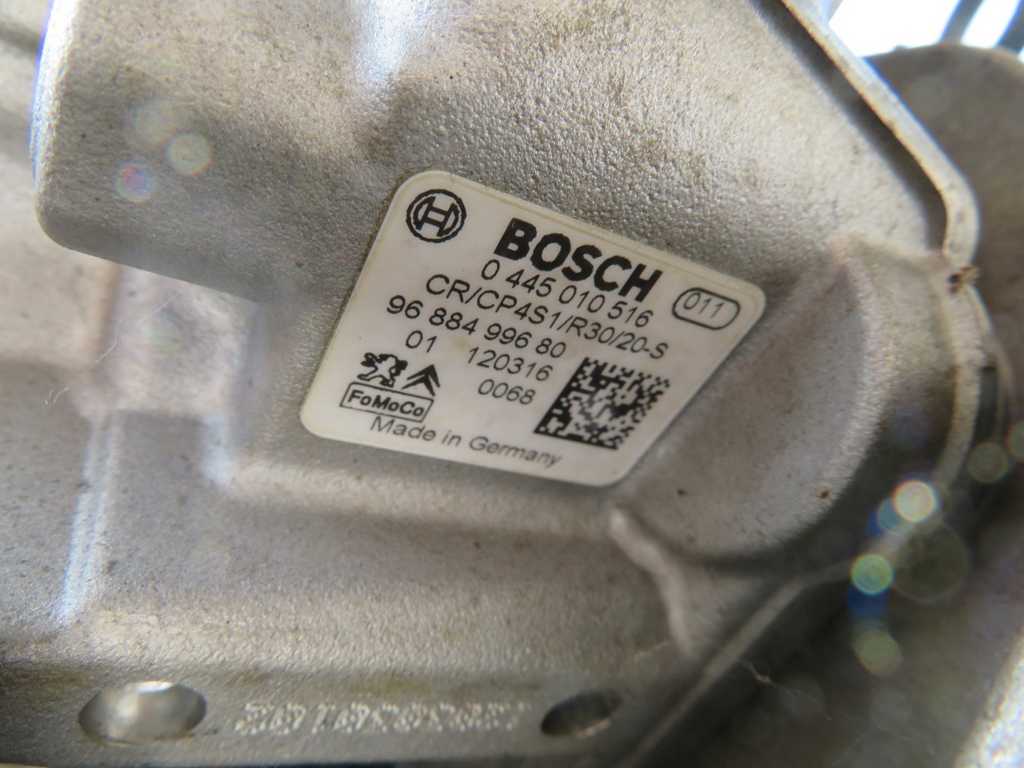 BOSCH
0 445 010 516
011
CR/CP4S1/R30/20-S
96 884 996 80
01 120316
0068
FoMoCo
Made in Germany